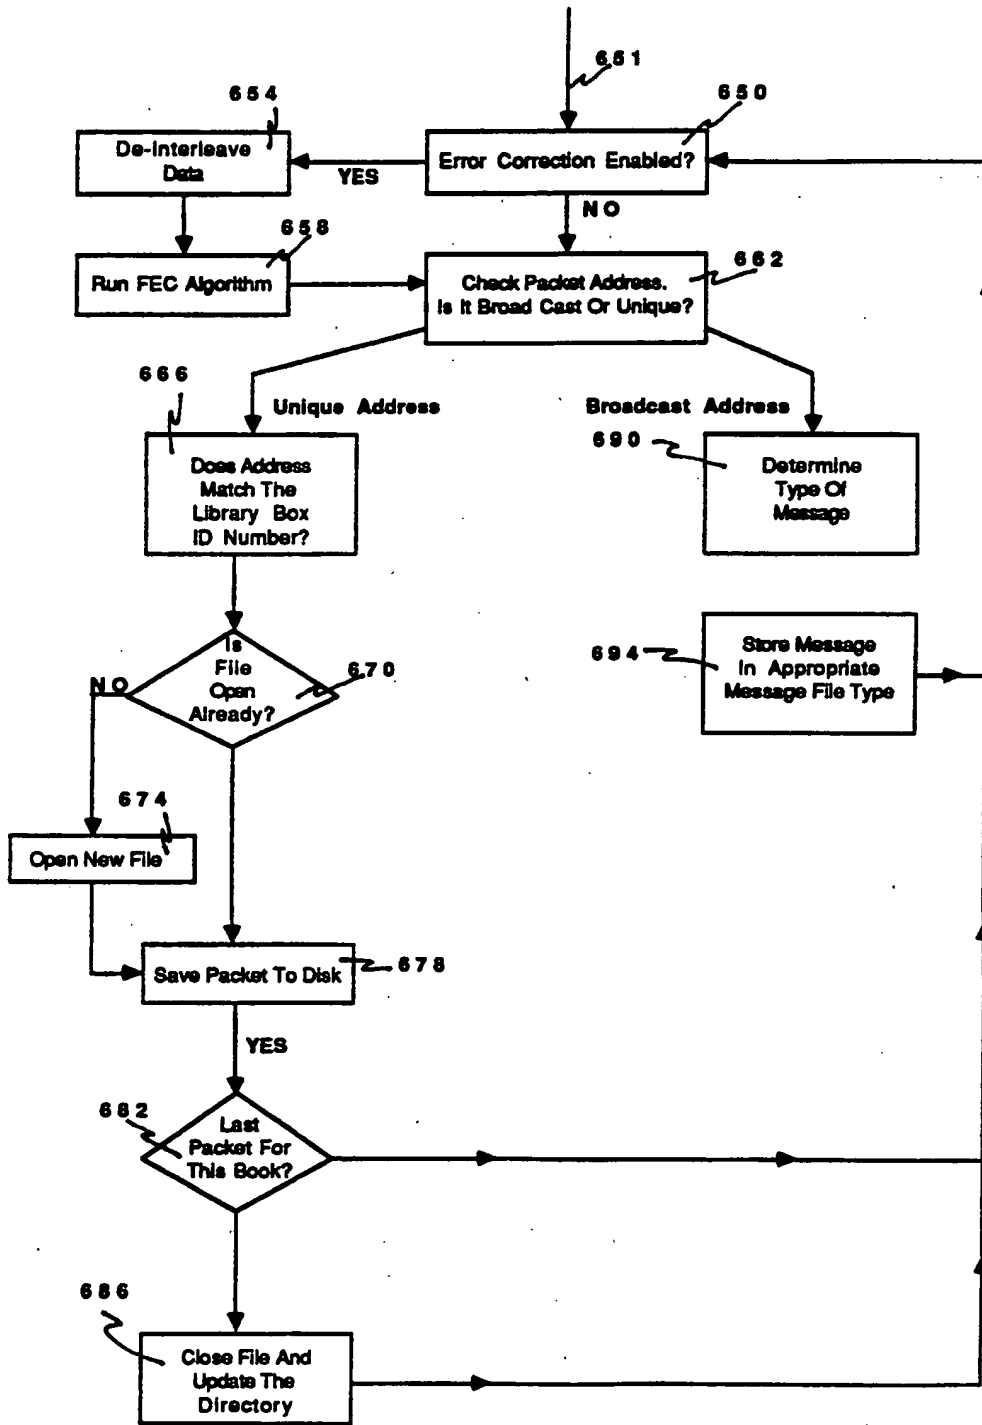 651
654
650
De-Interleave
Data
YES
Error Correction Enabled?
NO
658
662
Run FEC Algorithm
Check Packet Address.
Is It Broad Cast Or Unique?
666
Unique Address
Broadcast Address
690
Does Address
Match The
Library Box
ID Number?
Determine
Type Of
Message
Is
File
Open
Already?
670
NO
694
Store Message
In Appropriate
Message File Type
674
Open New File
Save Packet To Disk
678
YES
682
Last
Packet For
This Book?
686
Close File And
Update The
Directory